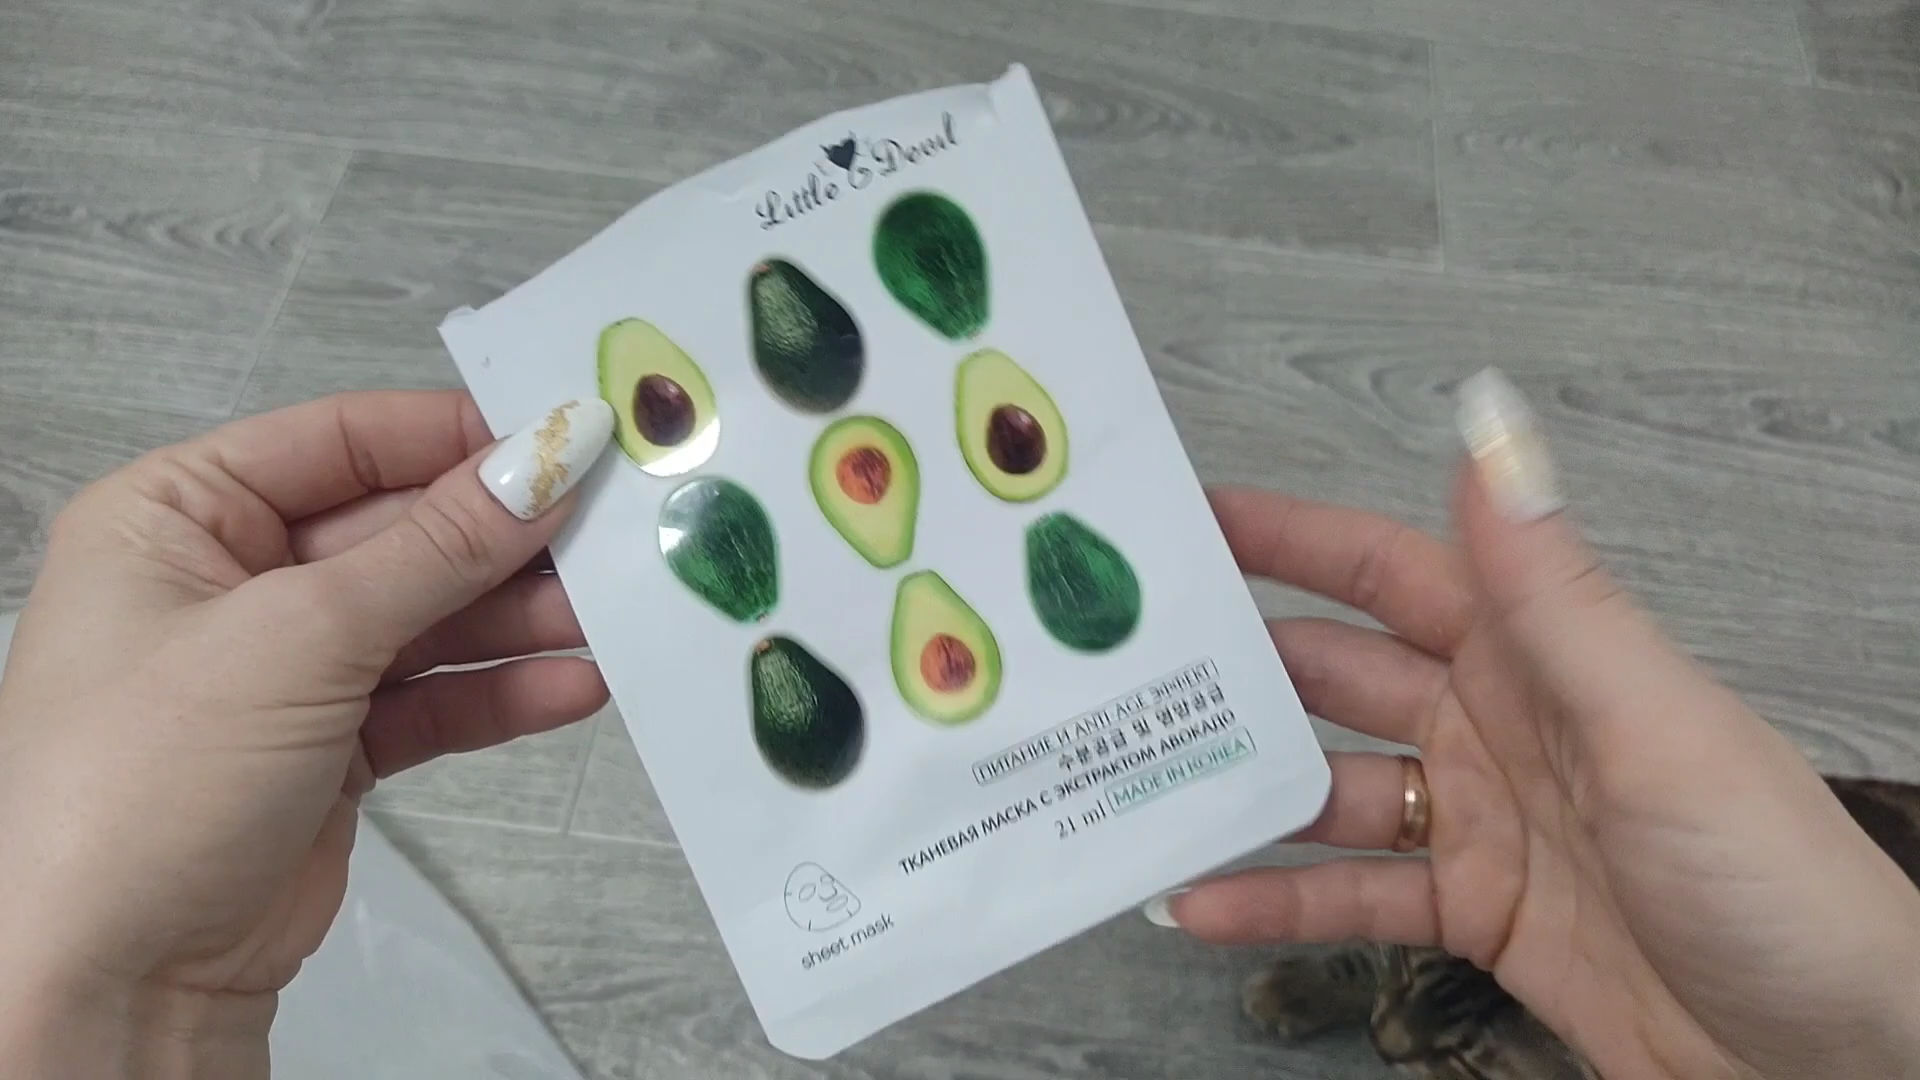 Little Devil
ПИТАНИЕ И ANTI AGE ЭФФЕКТ
수분공급 및 영양공급
ТКАНЕВАЯ МАСКА С ЭКСТРАКТОМ АВОКАДО
21 ml MADE IN KOREA
sheet mask